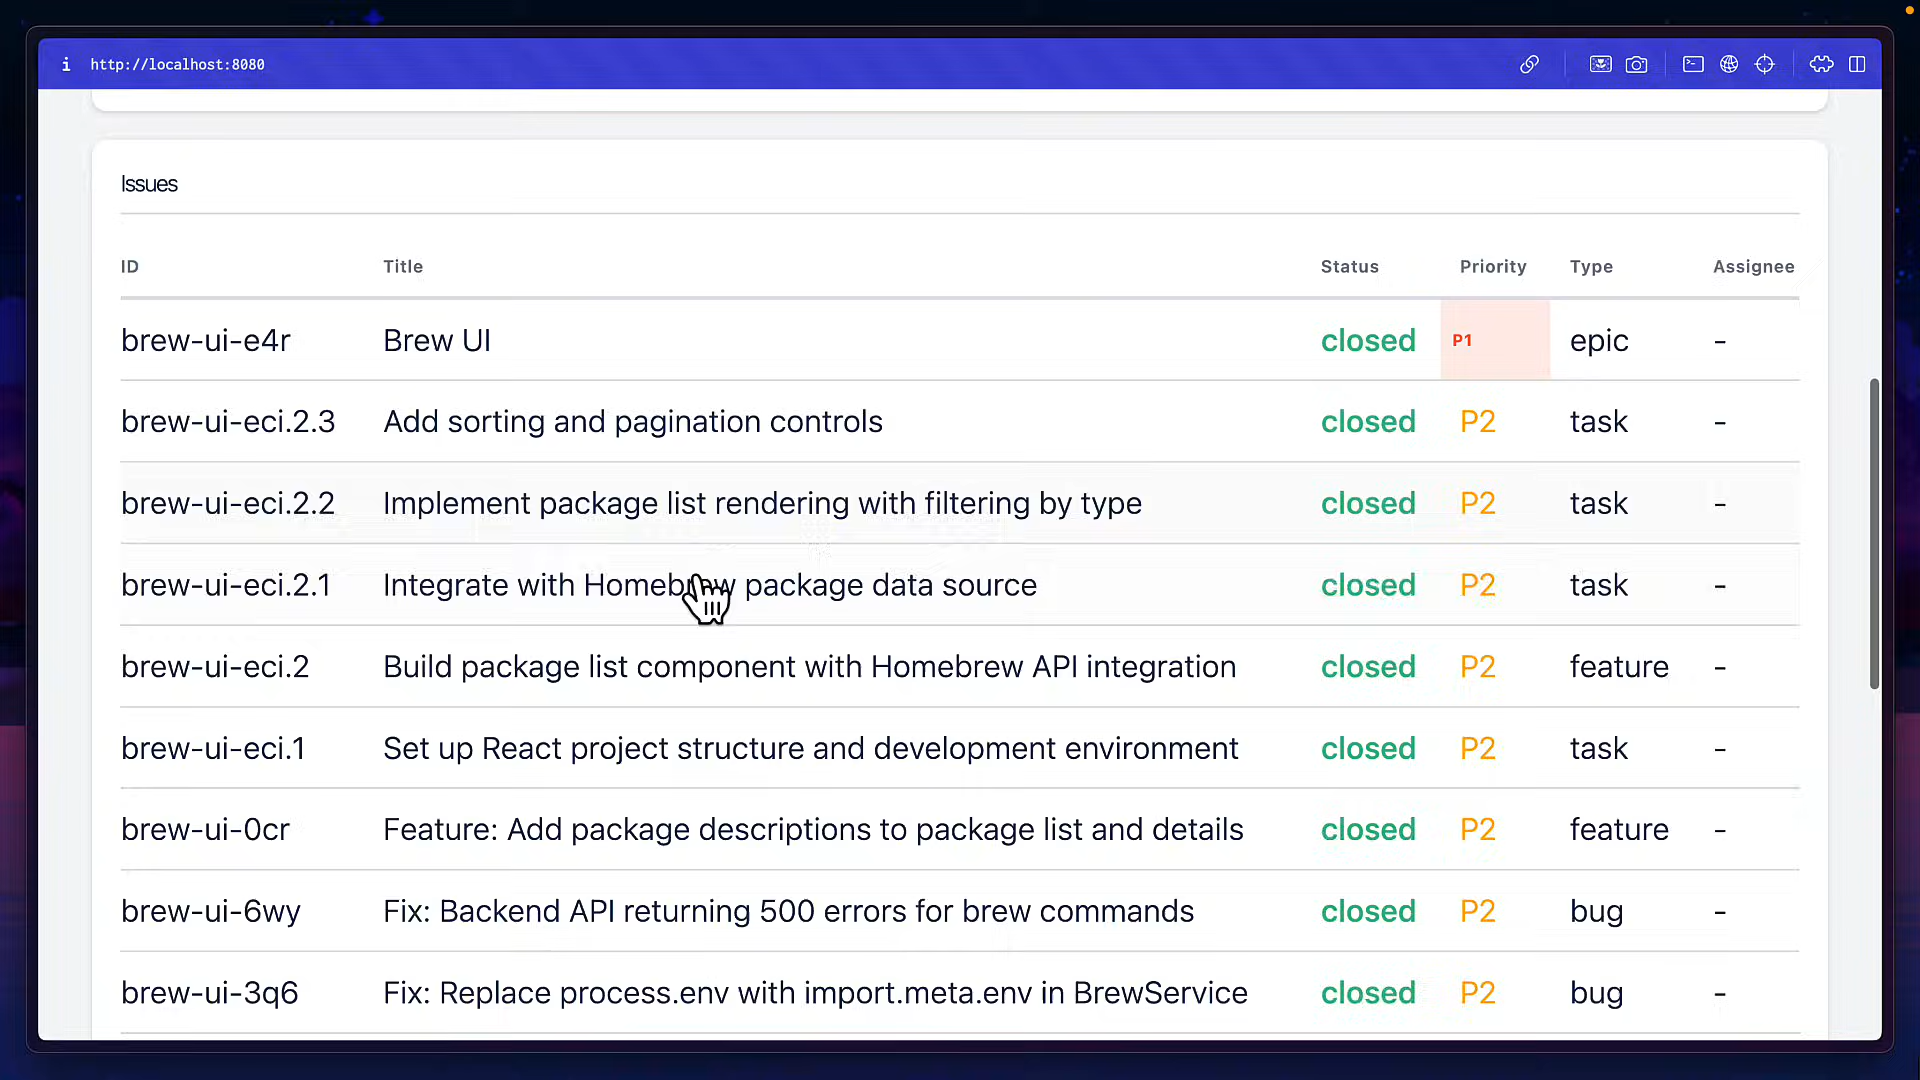 i http://localhost:8080
Issues
ID Title Status Priority Type Assignee
brew-ui-e4r Brew UI closed P1 epic -
brew-ui-eci.2.3 Add sorting and pagination controls closed P2 task -
brew-ui-eci.2.2 Implement package list rendering with filtering by type closed P2 task -
brew-ui-eci.2.1 Integrate with Homebrew package data source closed P2 task -
brew-ui-eci.2 Build package list component with Homebrew API integration closed P2 feature -
brew-ui-eci.1 Set up React project structure and development environment closed P2 task -
brew-ui-0cr Feature: Add package descriptions to package list and details closed P2 feature -
brew-ui-6wy Fix: Backend API returning 500 errors for brew commands closed P2 bug -
brew-ui-3q6 Fix: Replace process.env with import.meta.env in BrewService closed P2 bug -